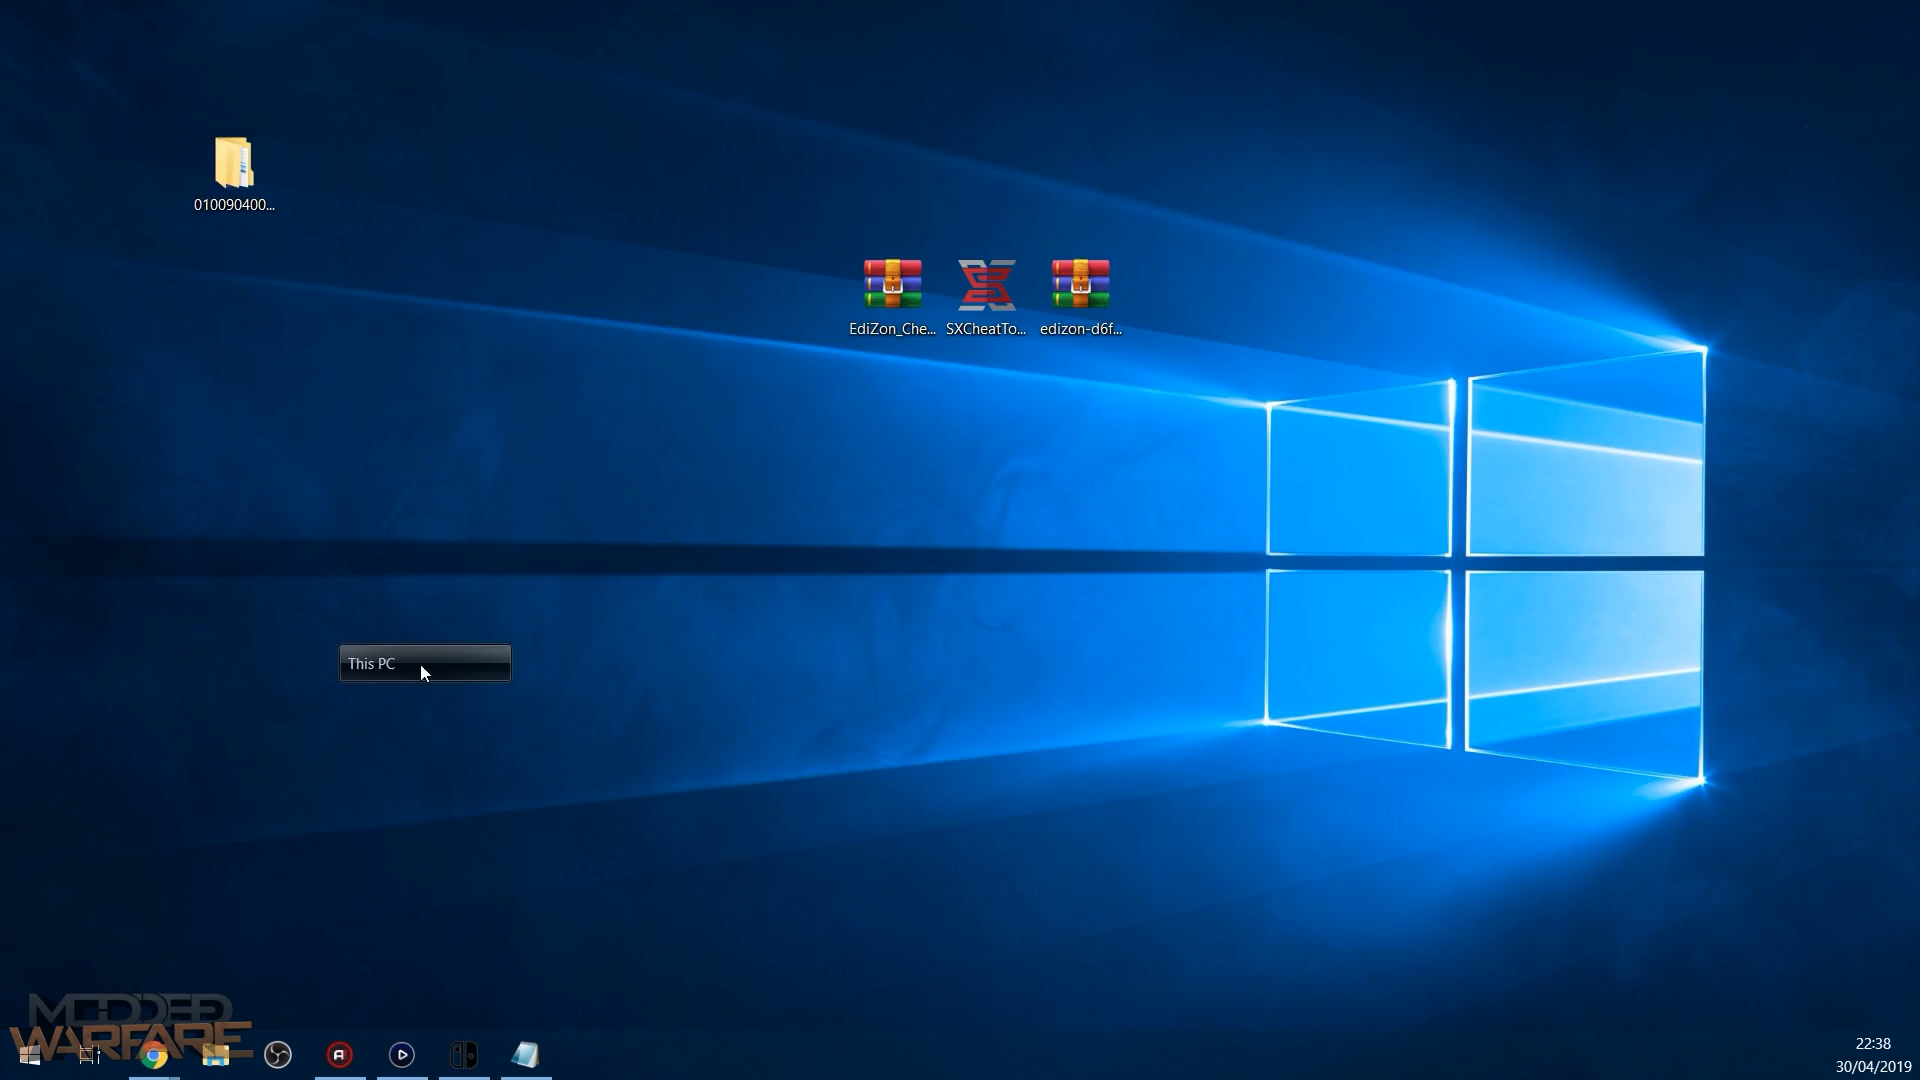 010090400...
EdiZon_Che...
SXCheatTo...
edizon-d6f...
This PC
MODDED
WARFARE
22:38
30/04/2019